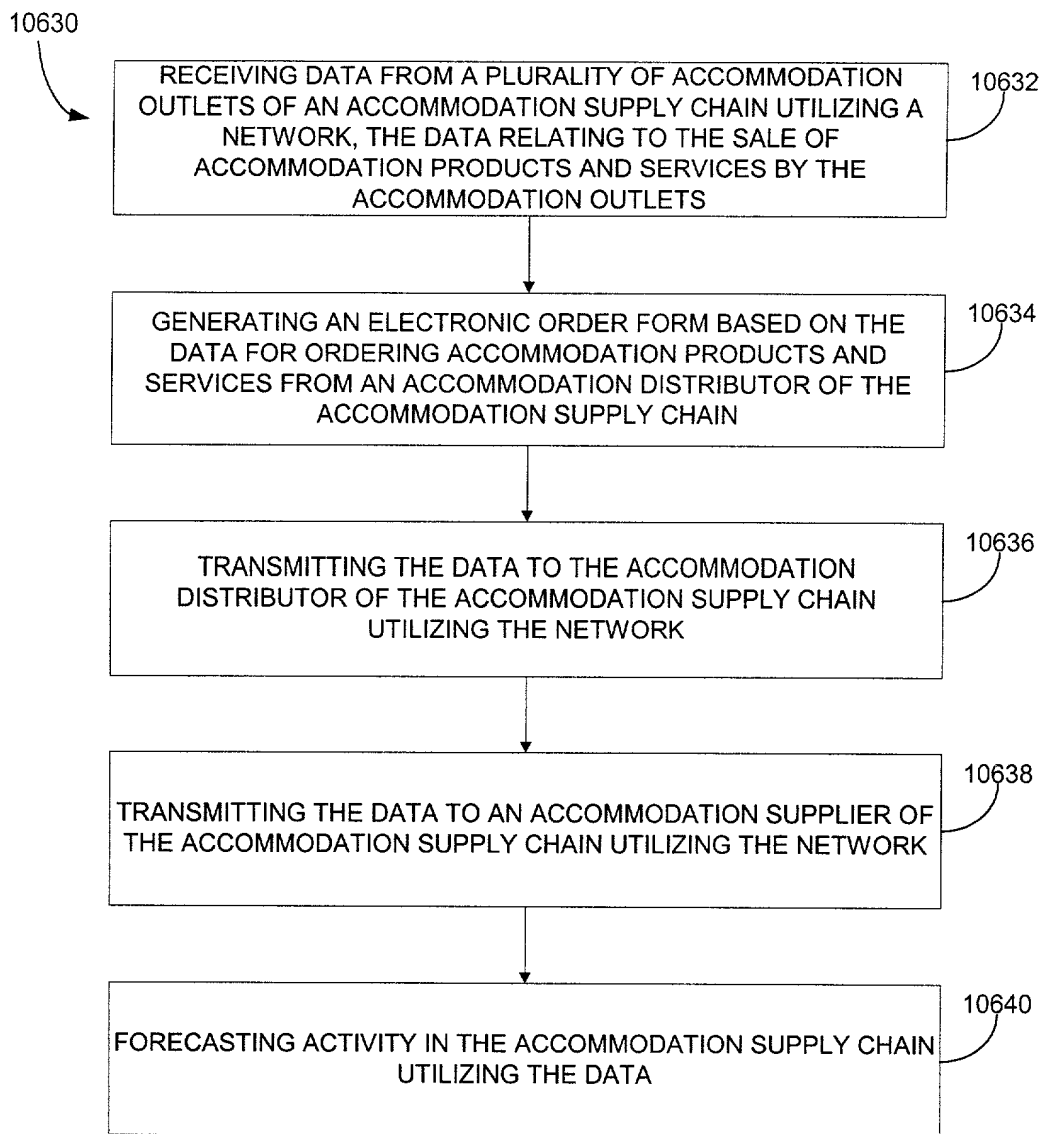 10630
RECEIVING DATA FROM A PLURALITY OF ACCOMMODATION
OUTLETS OF AN ACCOMMODATION SUPPLY CHAIN UTILIZING A
NETWORK, THE DATA RELATING TO THE SALE OF
ACCOMMODATION PRODUCTS AND SERVICES BY THE
ACCOMMODATION OUTLETS
10632
GENERATING AN ELECTRONIC ORDER FORM BASED ON THE
DATA FOR ORDERING ACCOMMODATION PRODUCTS AND
SERVICES FROM AN ACCOMMODATION DISTRIBUTOR OF THE
ACCOMMODATION SUPPLY CHAIN
10634
TRANSMITTING THE DATA TO THE ACCOMMODATION
DISTRIBUTOR OF THE ACCOMMODATION SUPPLY CHAIN
UTILIZING THE NETWORK
10636
TRANSMITTING THE DATA TO AN ACCOMMODATION SUPPLIER OF
THE ACCOMMODATION SUPPLY CHAIN UTILIZING THE NETWORK
10638
FORECASTING ACTIVITY IN THE ACCOMMODATION SUPPLY CHAIN
UTILIZING THE DATA
10640